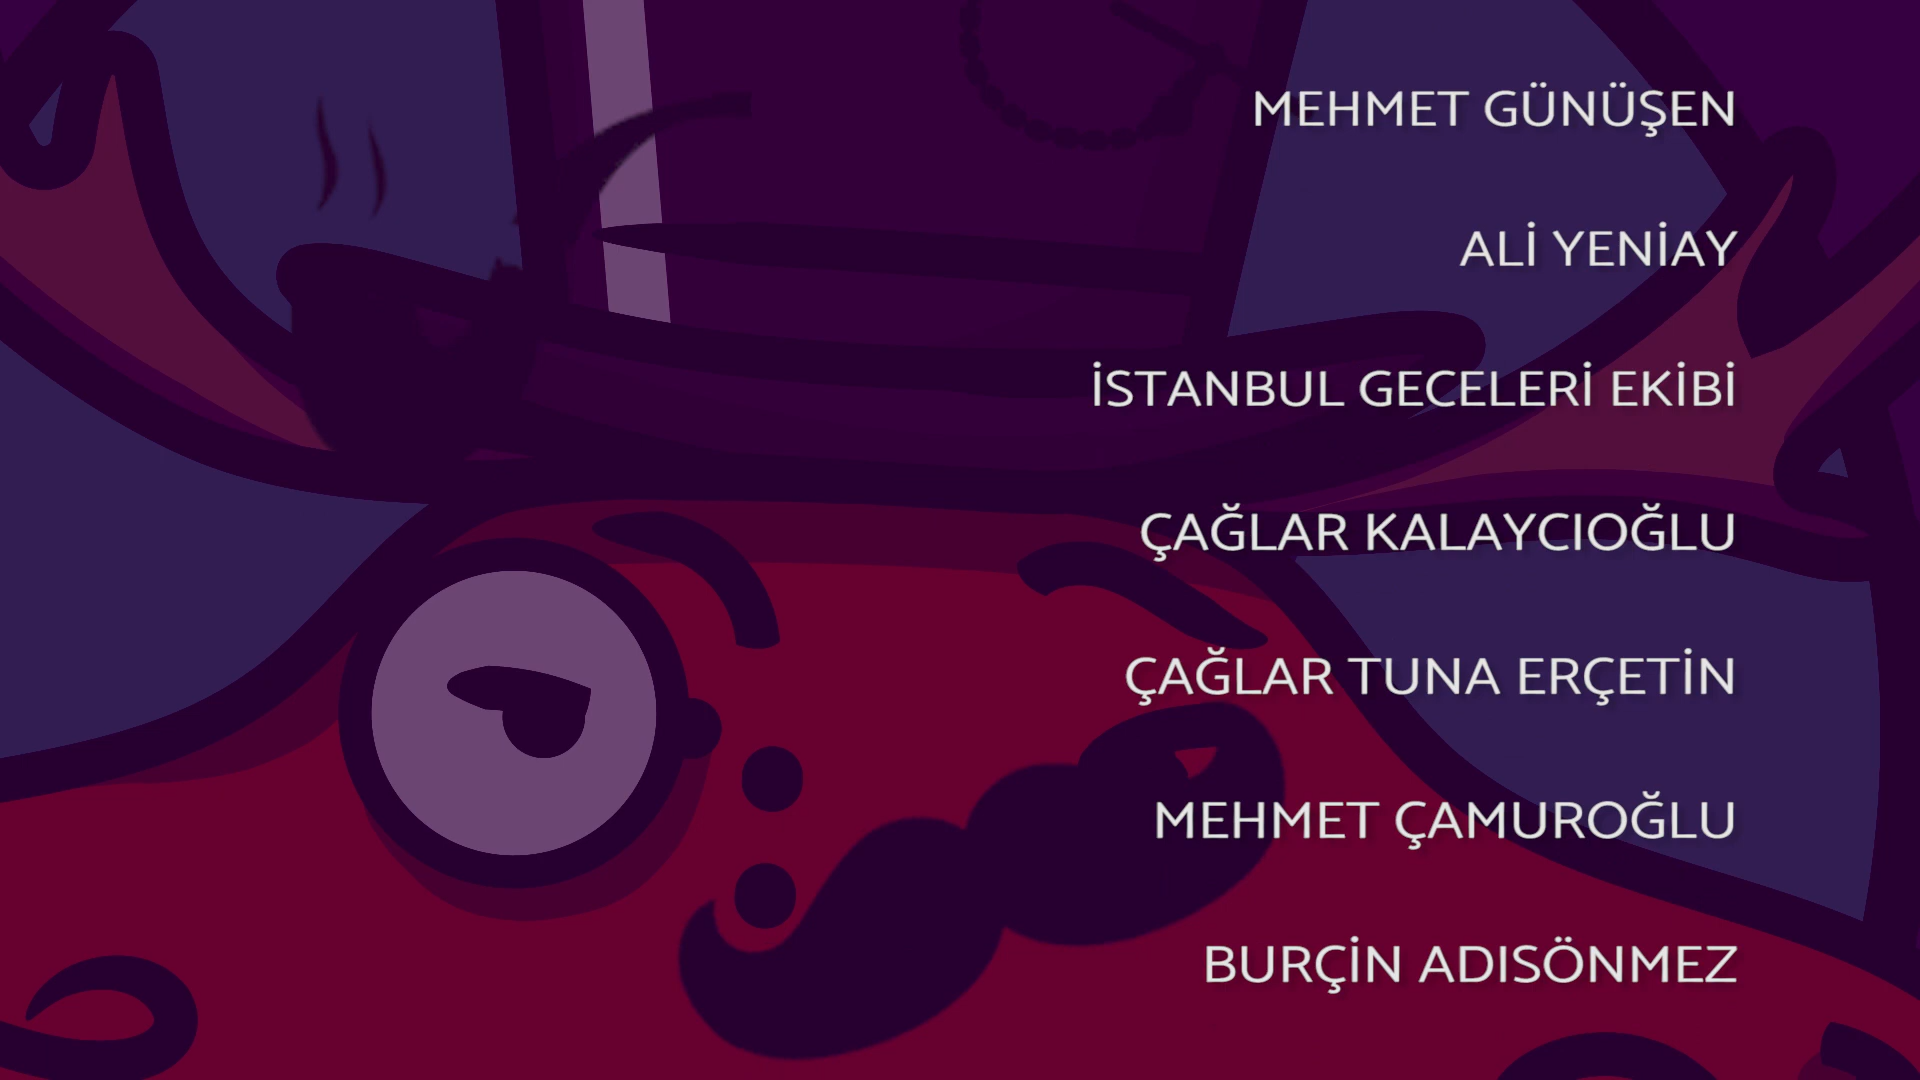 MEHMET GÜNÜŞEN
ALİ YENİAY
İSTANBUL GECELERİ EKİBİ
ÇAĞLAR KALAYCIOĞLU
ÇAĞLAR TUNA ERÇETİN
MEHMET ÇAMUROĞLU
BURÇİN ADISÖNMEZ